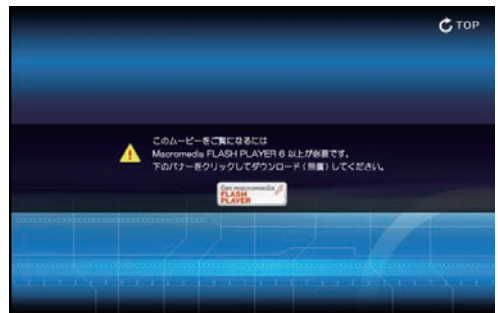 TOP
このムービーをご覧になるには
Macromedia FLASH PLAYER 6 以上が必要です。
下のバナーをクリックしてダウンロード(無償)してください。
Get macromedia
FLASH
PLAYER